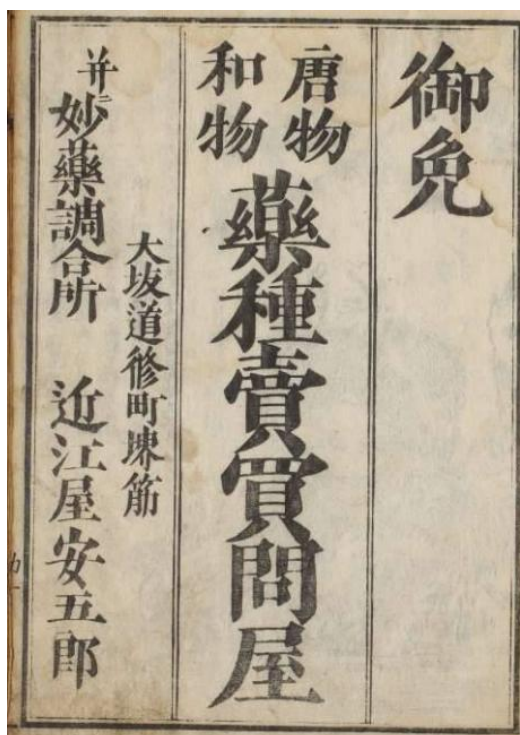 御免
唐物
和物
藥種賣買問屋
大坂道修町堺筋
并ニ妙藥調合所 近江屋安五郎